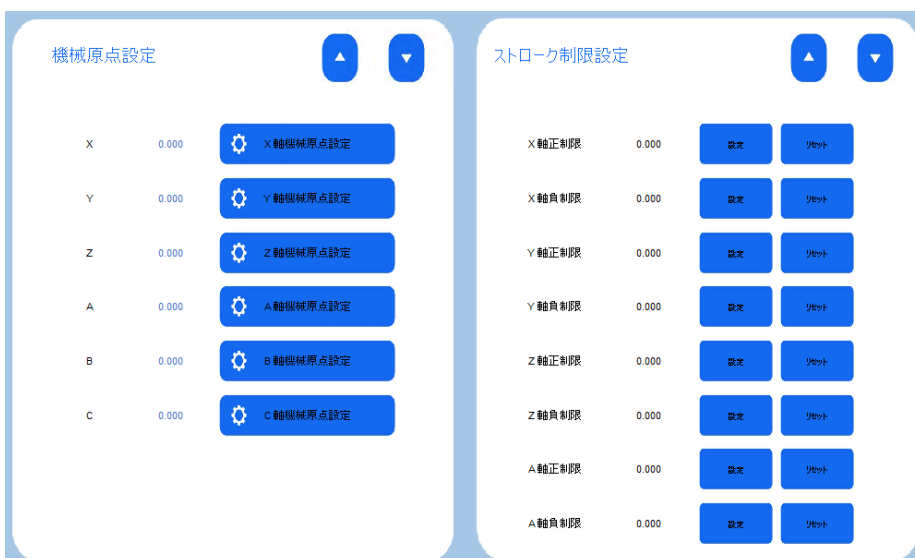 機械原点設定
▲ ▼
X 0.000 X軸機械原点設定
Y 0.000 Y軸機械原点設定
Z 0.000 Z軸機械原点設定
A 0.000 A軸機械原点設定
B 0.000 B軸機械原点設定
C 0.000 C軸機械原点設定
ストローク制限設定
▲ ▼
X軸正制限 0.000 設定 リセット
X軸負制限 0.000 設定 リセット
Y軸正制限 0.000 設定 リセット
Y軸負制限 0.000 設定 リセット
Z軸正制限 0.000 設定 リセット
Z軸負制限 0.000 設定 リセット
A軸正制限 0.000 設定 リセット
A軸負制限 0.000 設定 リセット